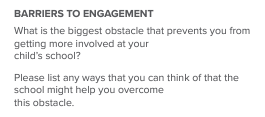 BARRIERS TO ENGAGEMENT
What is the biggest obstacle that prevents you from
getting more involved at your
child's school?
Please list any ways that you can think of that the
school might help you overcome
this obstacle.